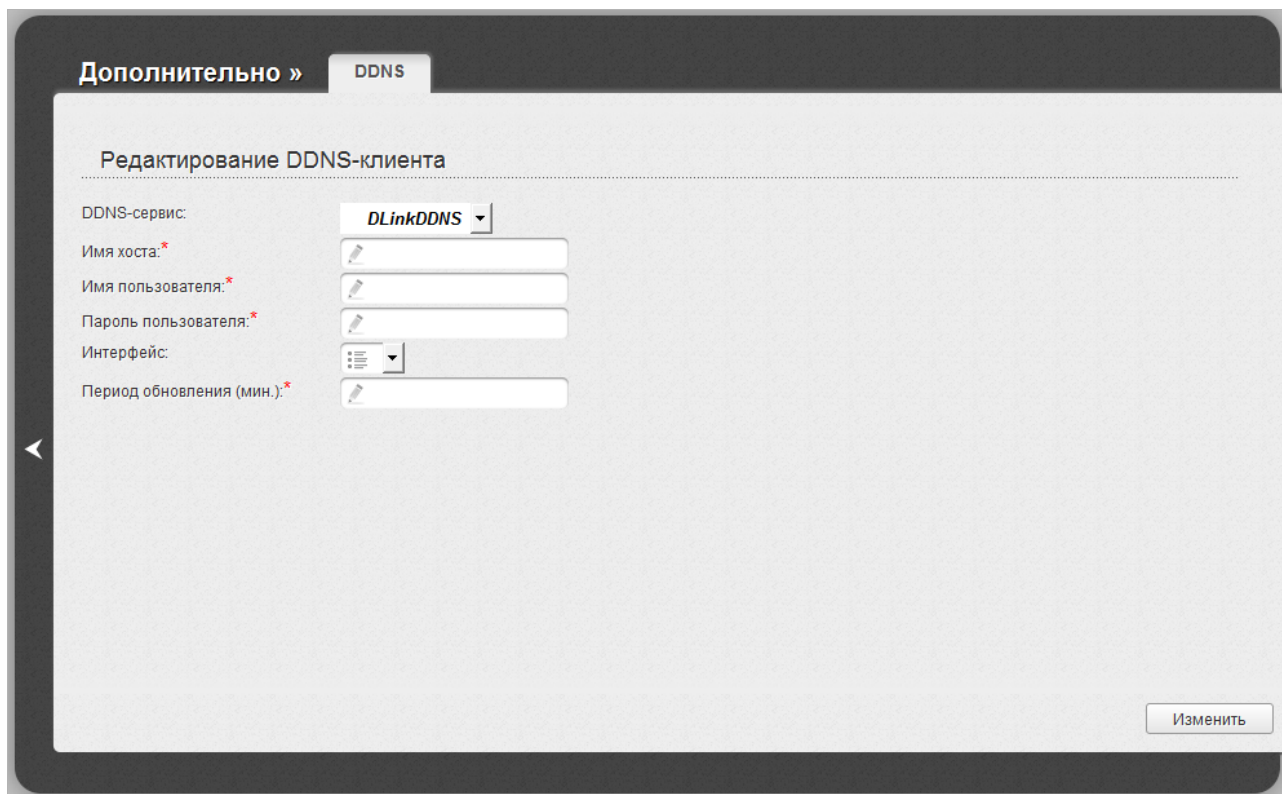 Дополнительно » DDNS
Редактирование DDNS-клиента
DDNS-сервис: DLinkDDNS
Имя хоста:*
Имя пользователя:*
Пароль пользователя:*
Интерфейс:
Период обновления (мин.):*
Изменить